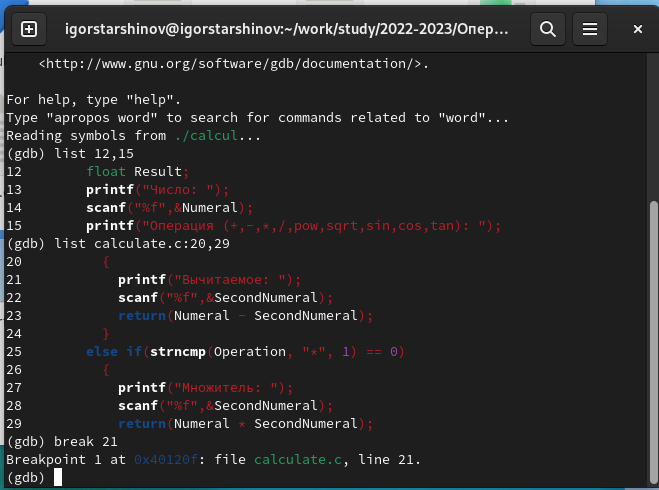 igorstarshinov@igorstarshinov:~/work/study/2022-2023/Опер...
<http://www.gnu.org/software/gdb/documentation/>.
For help, type "help".
Type "apropos word" to search for commands related to "word"...
Reading symbols from ./calcul...
(gdb) list 12,15
12        float Result;
13        printf("Число: ");
14        scanf("%f",&Numeral);
15        printf("Операция (+,-,*,/,pow,sqrt,sin,cos,tan): ");
(gdb) list calculate.c:20,29
20          {
21            printf("Вычитаемое: ");
22            scanf("%f",&SecondNumeral);
23            return(Numeral - SecondNumeral);
24          }
25        else if(strncmp(Operation, "*", 1) == 0)
26          {
27            printf("Множитель: ");
28            scanf("%f",&SecondNumeral);
29            return(Numeral * SecondNumeral);
(gdb) break 21
Breakpoint 1 at 0x40120f: file calculate.c, line 21.
(gdb)